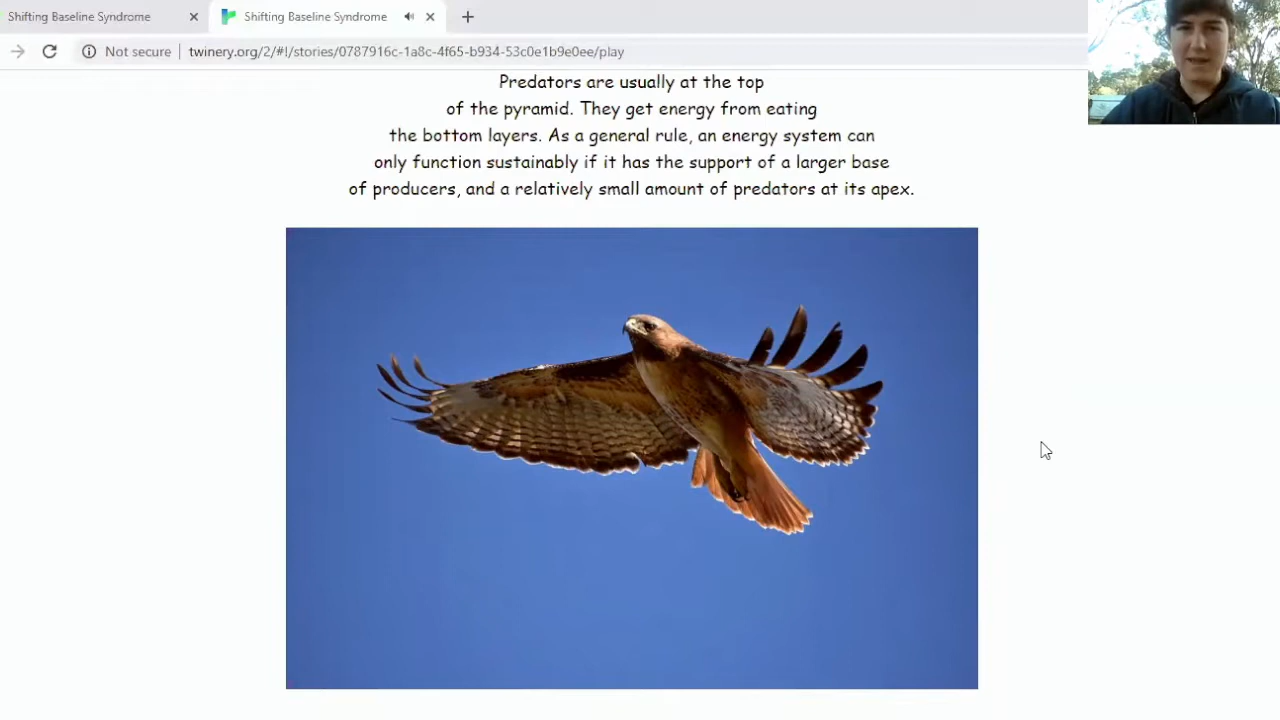 Shifting Baseline Syndrome
Shifting Baseline Syndrome
Not secure
twinery.org/2/#!/stories/0787916c-1a8c-4f65-b934-53c0e1b9e0ee/play
Predators are usually at the top
of the pyramid. They get energy from eating
the bottom layers. As a general rule, an energy system can
only function sustainably if it has the support of a larger base
of producers, and a relatively small amount of predators at its apex.